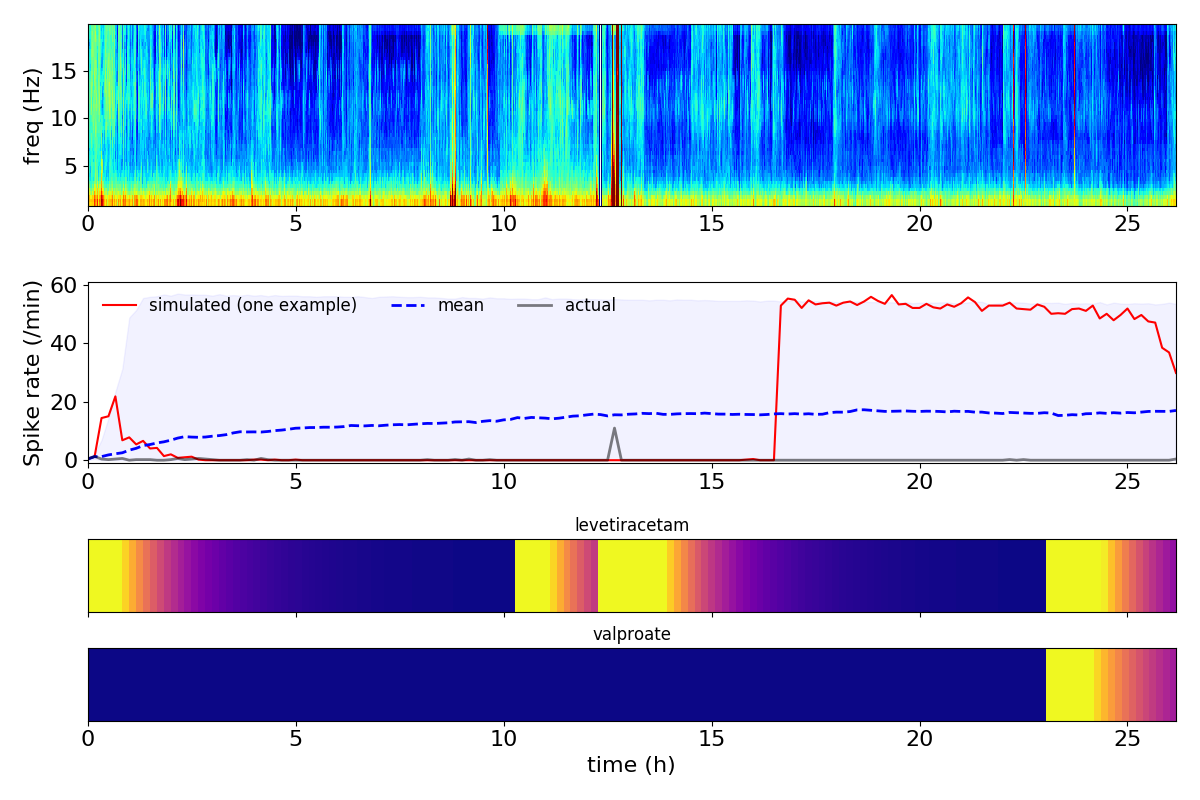 freq (Hz)
15
10
5
0 5 10 15 20 25
Spike rate (/min)
60
40
20
0
simulated (one example) mean actual
0 5 10 15 20 25
levetiracetam
valproate
0 5 10 15 20 25
time (h)